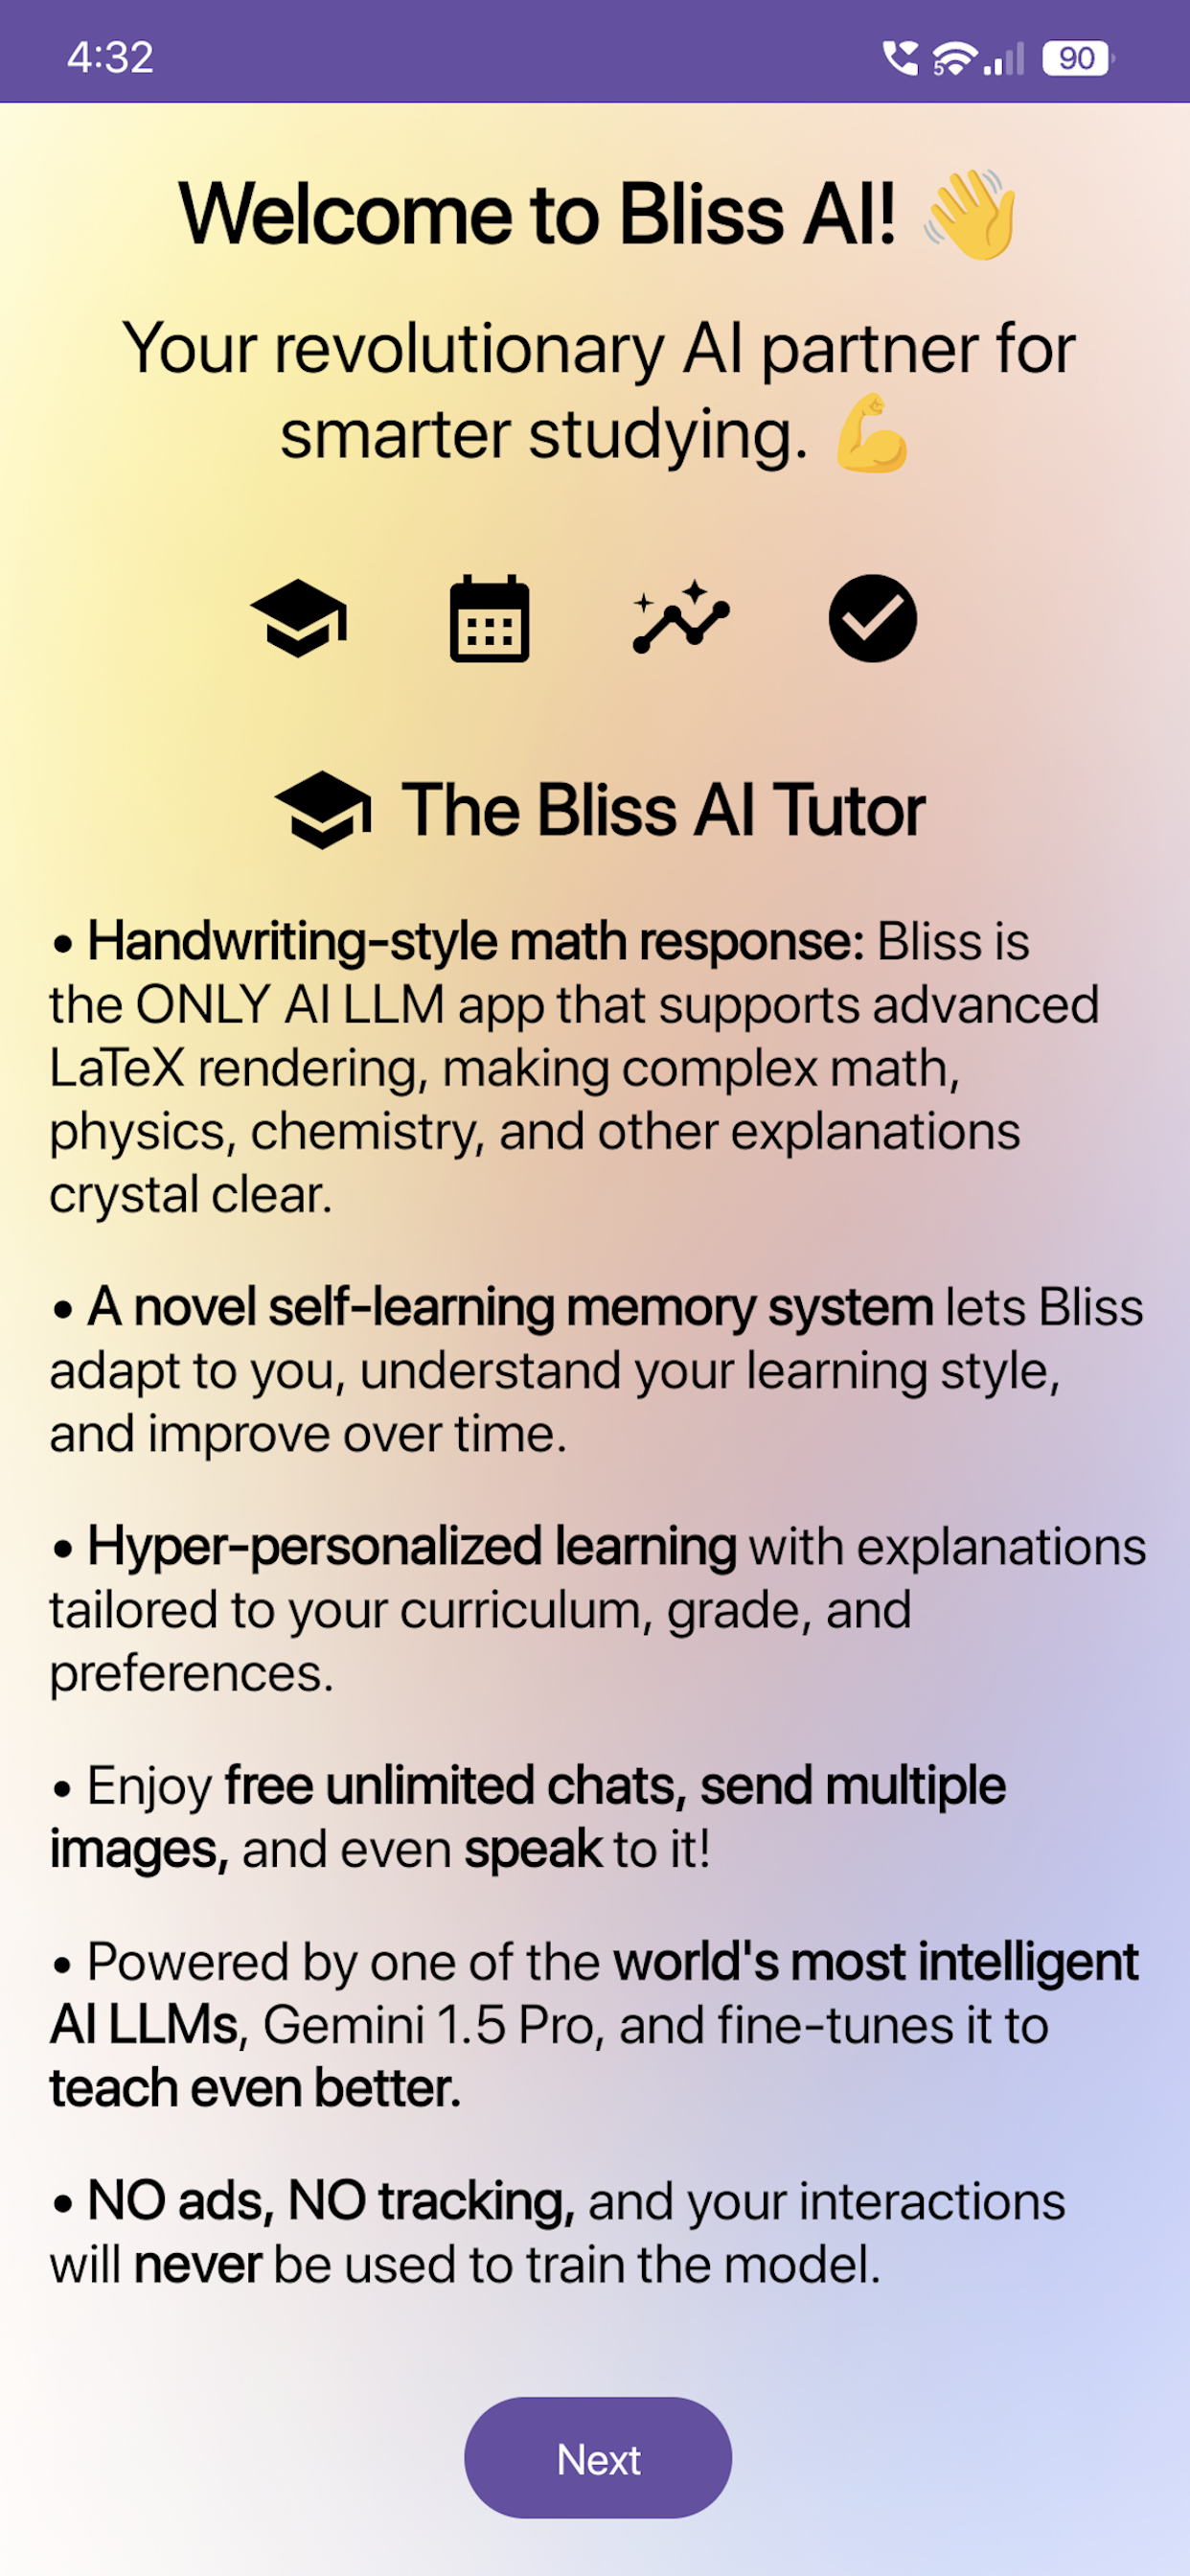 4:32
5
90
Welcome to Bliss AI! 👋
Your revolutionary AI partner for
smarter studying. 💪
The Bliss AI Tutor
• Handwriting-style math response: Bliss is
the ONLY AI LLM app that supports advanced
LaTeX rendering, making complex math,
physics, chemistry, and other explanations
crystal clear.
• A novel self-learning memory system lets Bliss
adapt to you, understand your learning style,
and improve over time.
• Hyper-personalized learning with explanations
tailored to your curriculum, grade, and
preferences.
• Enjoy free unlimited chats, send multiple
images, and even speak to it!
• Powered by one of the world's most intelligent
AI LLMs, Gemini 1.5 Pro, and fine-tunes it to
teach even better.
• NO ads, NO tracking, and your interactions
will never be used to train the model.
Next